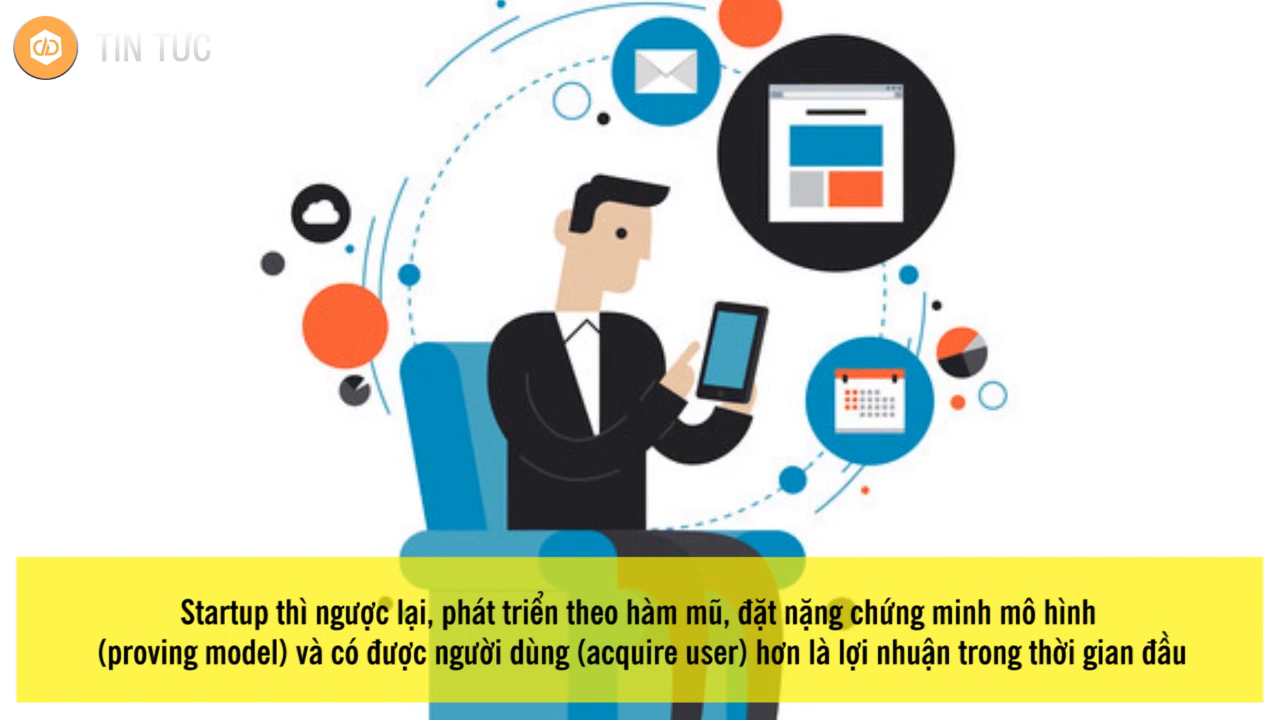 TIN TỨC
Startup thì ngược lại, phát triển theo hàm mũ, đặt nặng chứng minh mô hình
(proving model) và có được người dùng (acquire user) hơn là lợi nhuận trong thời gian đầu